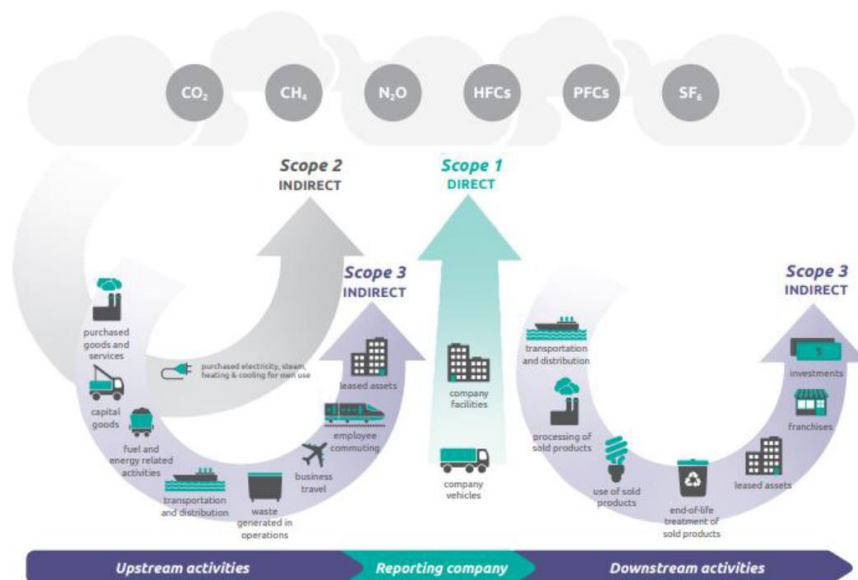 CO₂
CH₄
N₂O
HFCs
PFCs
SF₆
Scope 2
INDIRECT
Scope 1
DIRECT
Scope 3
INDIRECT
Scope 3
INDIRECT
purchased
goods and
services
capital
goods
fuel and
energy related
activities
transportation
and distribution
waste
generated in
operations
business
travel
employee
commuting
leased assets
purchased electricity, steam,
heating & cooling for own use
company
facilities
company
vehicles
transportation
and distribution
processing of
sold products
use of sold
products
end-of-life
treatment of
sold products
leased assets
franchises
$
investments
Upstream activities
Reporting company
Downstream activities